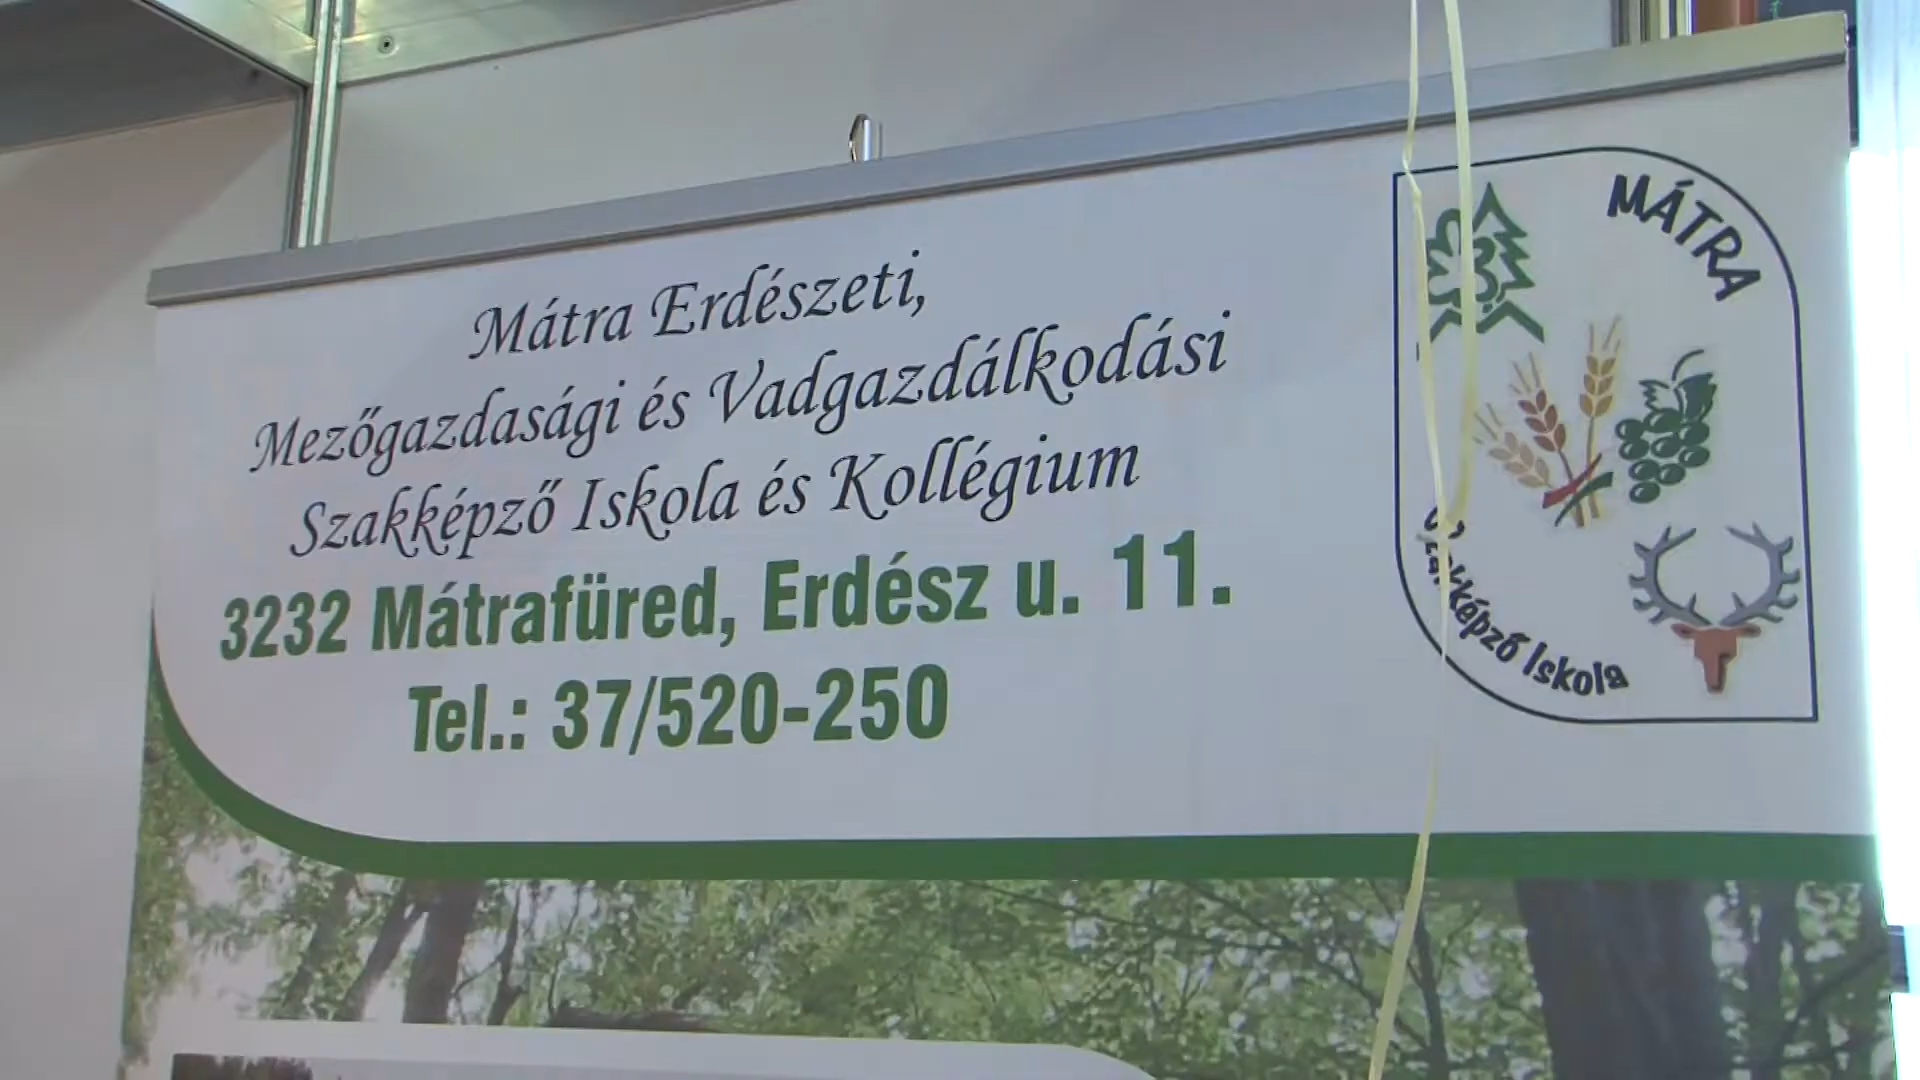 Mátra Erdészeti,
Mezőgazdasági és Vadgazdálkodási
Szakképző Iskola és Kollégium
3232 Mátrafüred, Erdész u. 11.
Tel.: 37/520-250
MÁTRA
Szakképző Iskola